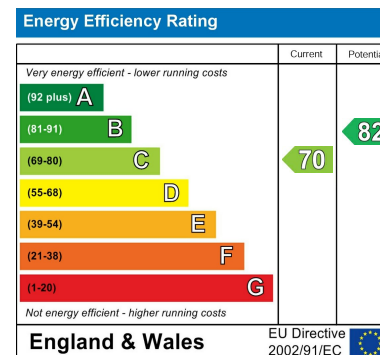 Energy Efficiency Rating
Current Potentia
Very energy efficient - lower running costs
(92 plus) A
(81-91) B
82
(69-80) C
70
(55-68) D
(39-54) E
(21-38) F
(1-20) G
Not energy efficient - higher running costs
England & Wales
EU Directive
2002/91/EC